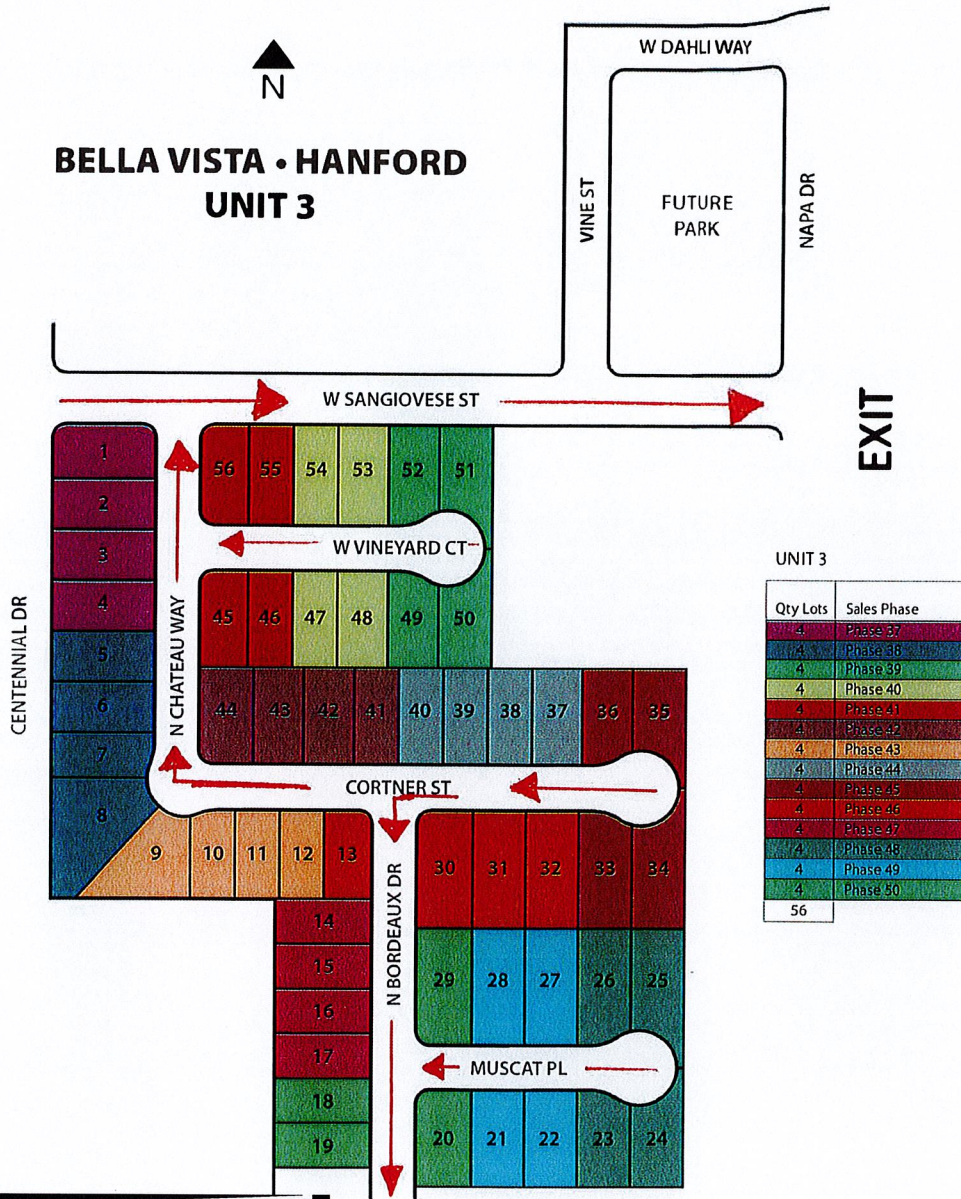 W DAHLI WAY
N
BELLA VISTA • HANFORD
UNIT 3
VINE ST
FUTURE
PARK
NAPA DR
W SANGIOVESE ST
EXIT
1
56
55
54
53
52
51
2
W VINEYARD CT
3
4
45
46
47
48
49
50
CENTENNIAL DR
N CHATEAU WAY
5
6
7
8
44
43
42
41
40
39
38
37
36
35
CORTNER ST
9
10
11
12
13
30
31
32
33
34
14
15
16
17
18
19
N BORDEAUX DR
29
28
27
26
25
MUSCAT PL
20
21
22
23
24
UNIT 3
Qty Lots Sales Phase
4 Phase 37
4 Phase 38
4 Phase 39
4 Phase 40
4 Phase 41
4 Phase 42
4 Phase 43
4 Phase 44
4 Phase 45
4 Phase 46
4 Phase 47
4 Phase 48
4 Phase 49
4 Phase 50
56